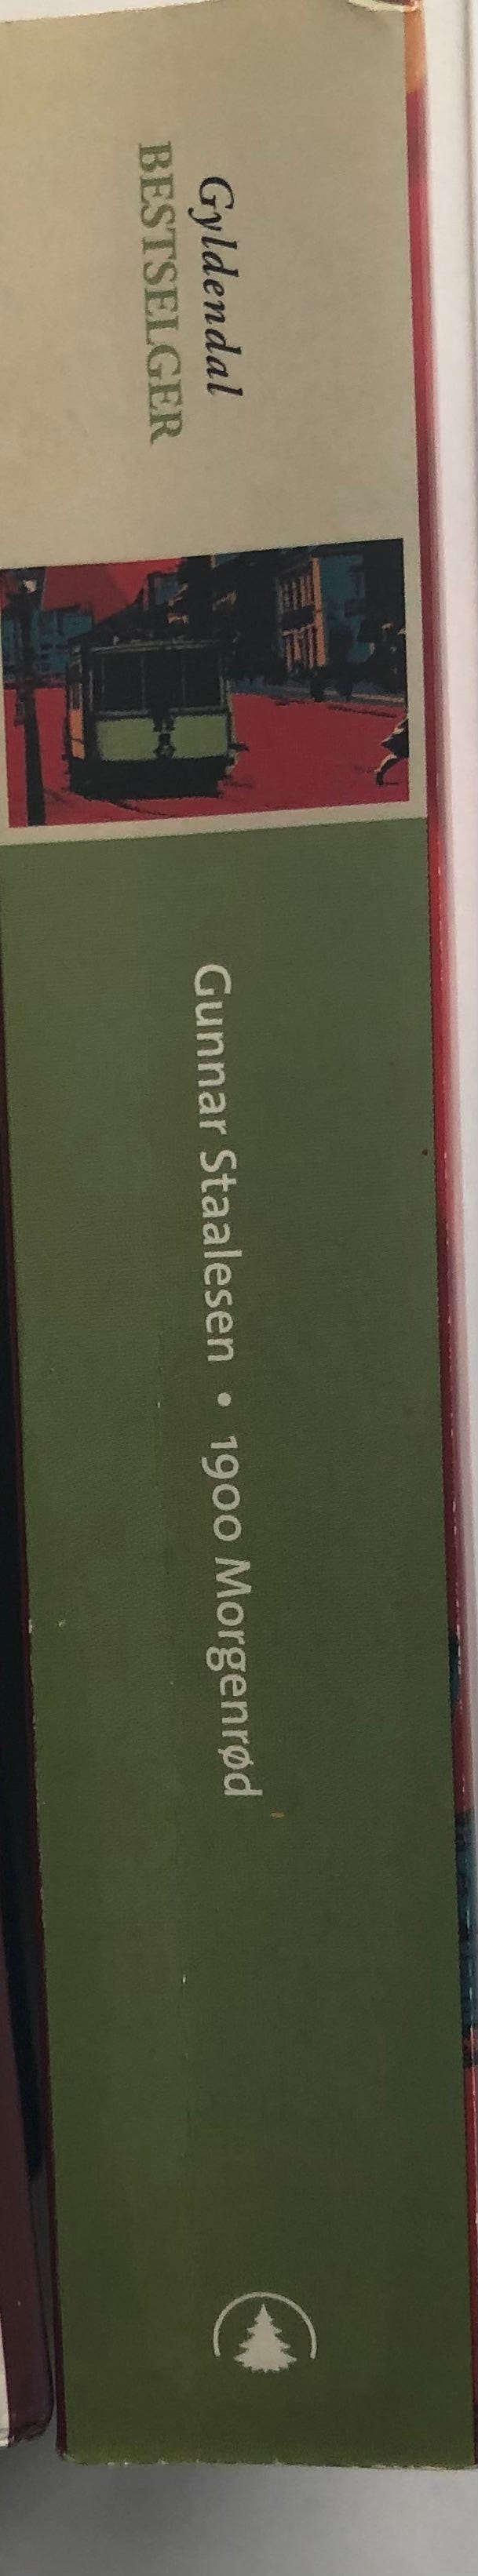 Gyldendal
BESTSELGER
Gunnar Staalesen • 1900 Morgenrød